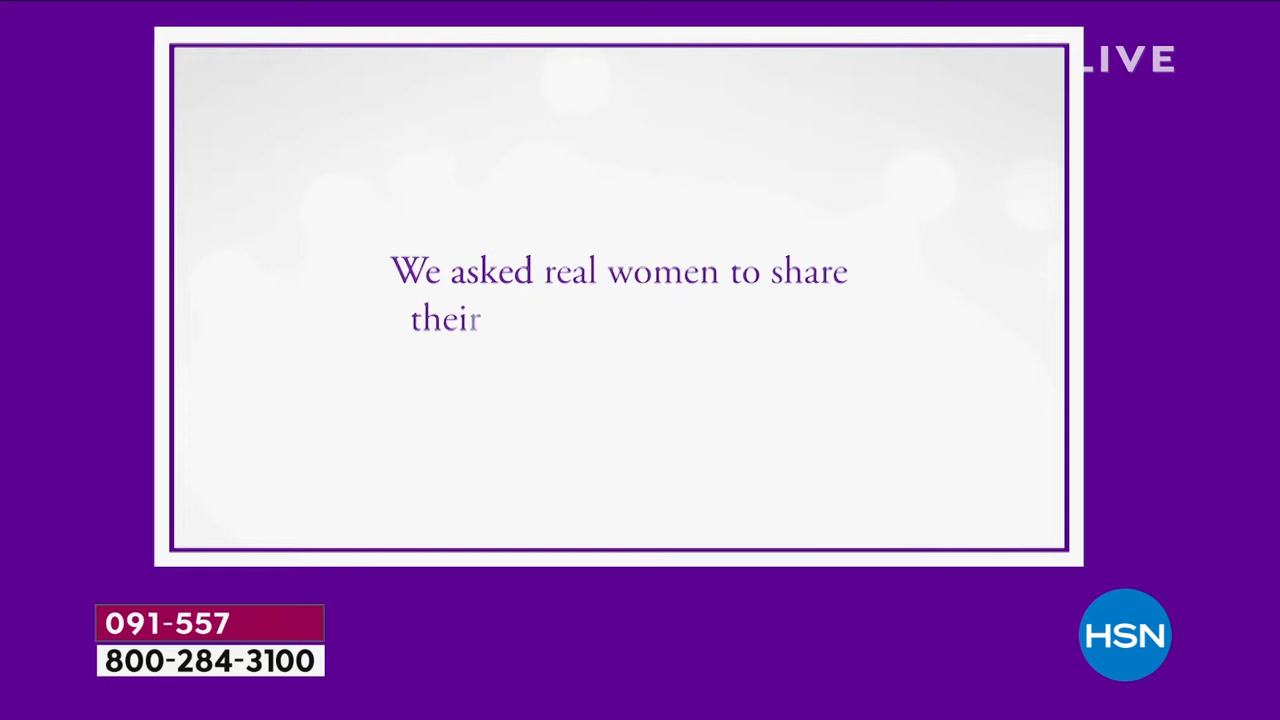 LIVE
We asked real women to share
their
091-557
800-284-3100
HSN